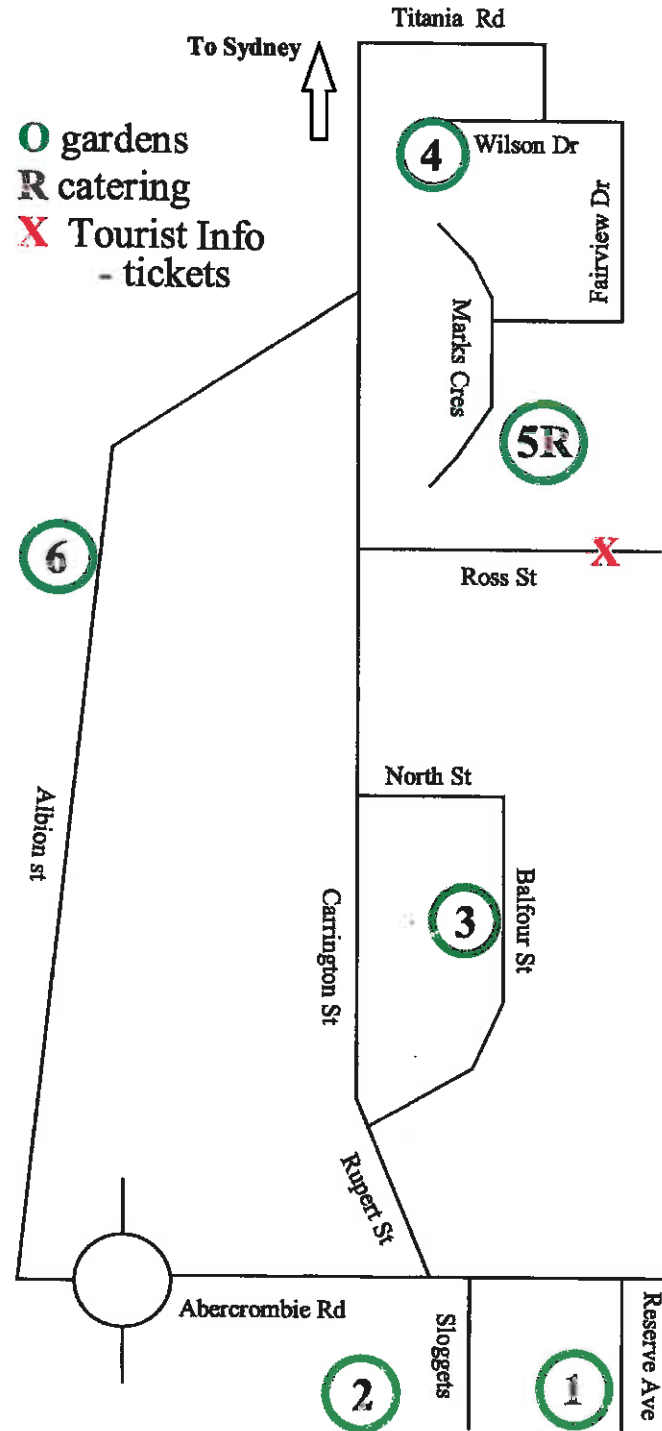 Titania Rd
To Sydney
O gardens
R catering
X Tourist Info
- tickets
4
Wilson Dr
Fairview Dr
Marks Cres
5R
6
X
Ross St
North St
Albion st
Carrington St
3
Balfour St
Rupert St
Abercrombie Rd
Sloggets
Reserve Ave
2
1